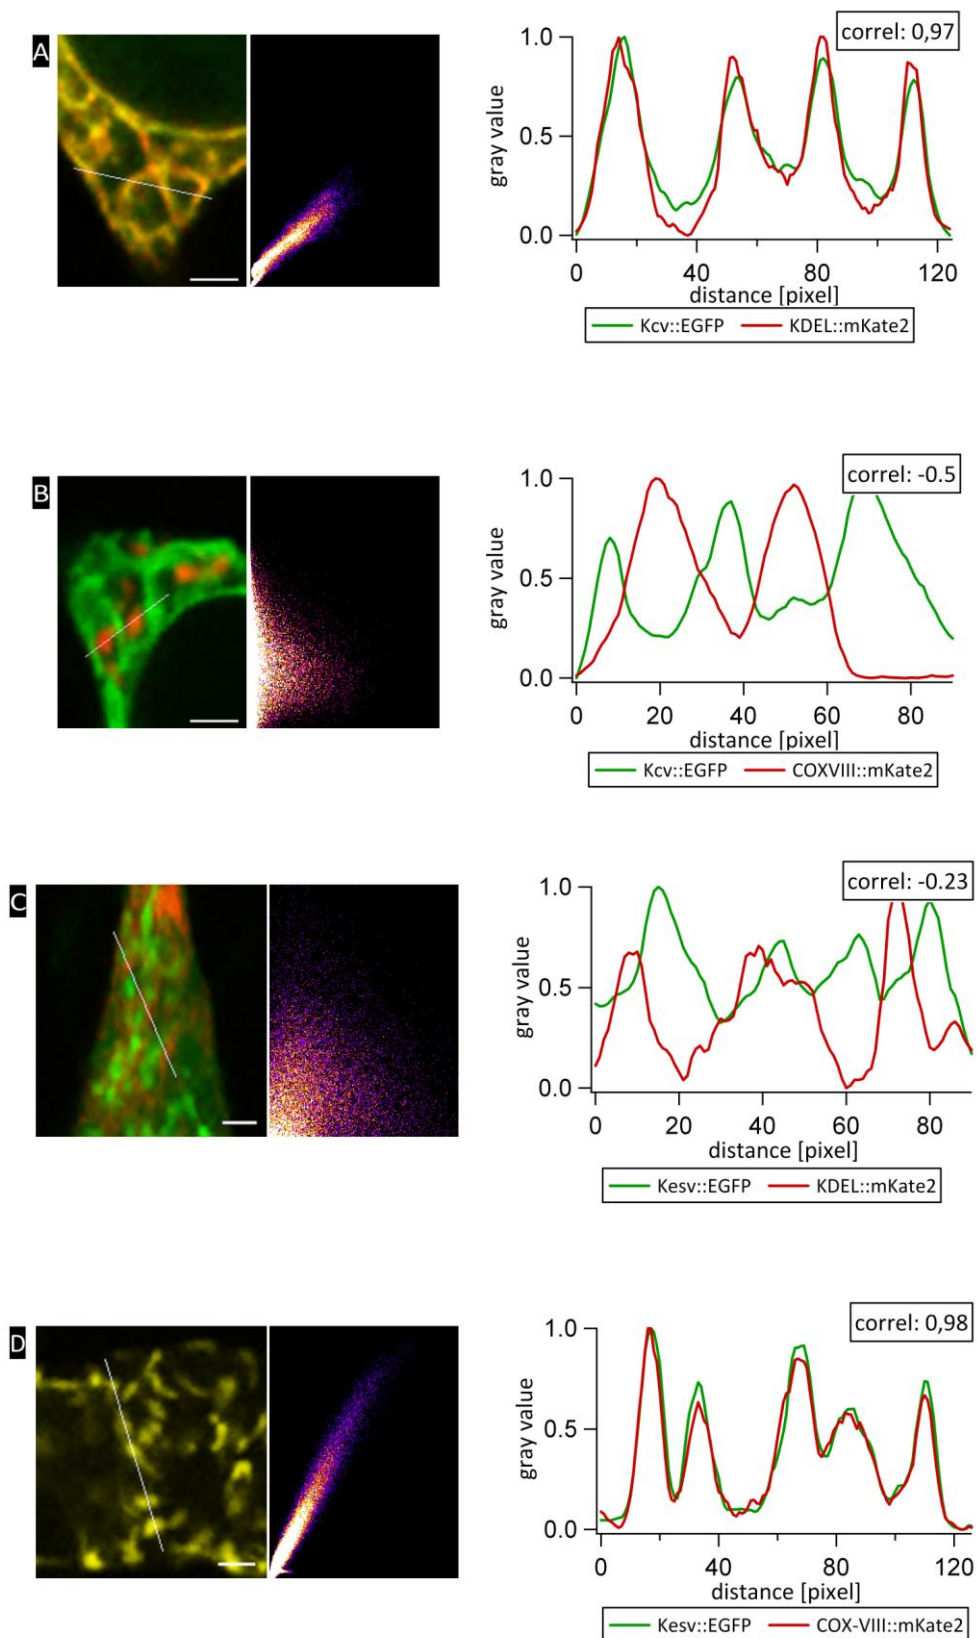 A
correl: 0,97
gray value
1.0
0.5
0.0
0 40 80 120
distance [pixel]
Kcv::EGFP KDEL::mKate2
B
correl: -0.5
gray value
1.0
0.5
0.0
0 20 40 60 80
distance [pixel]
Kcv::EGFP COXVIII::mKate2
C
correl: -0.23
gray value
1.0
0.5
0.0
0 20 40 60 80
distance [pixel]
Kesv::EGFP KDEL::mKate2
D
correl: 0,98
gray value
1.0
0.5
0.0
0 40 80 120
distance [pixel]
Kesv::EGFP COX-VIII::mKate2